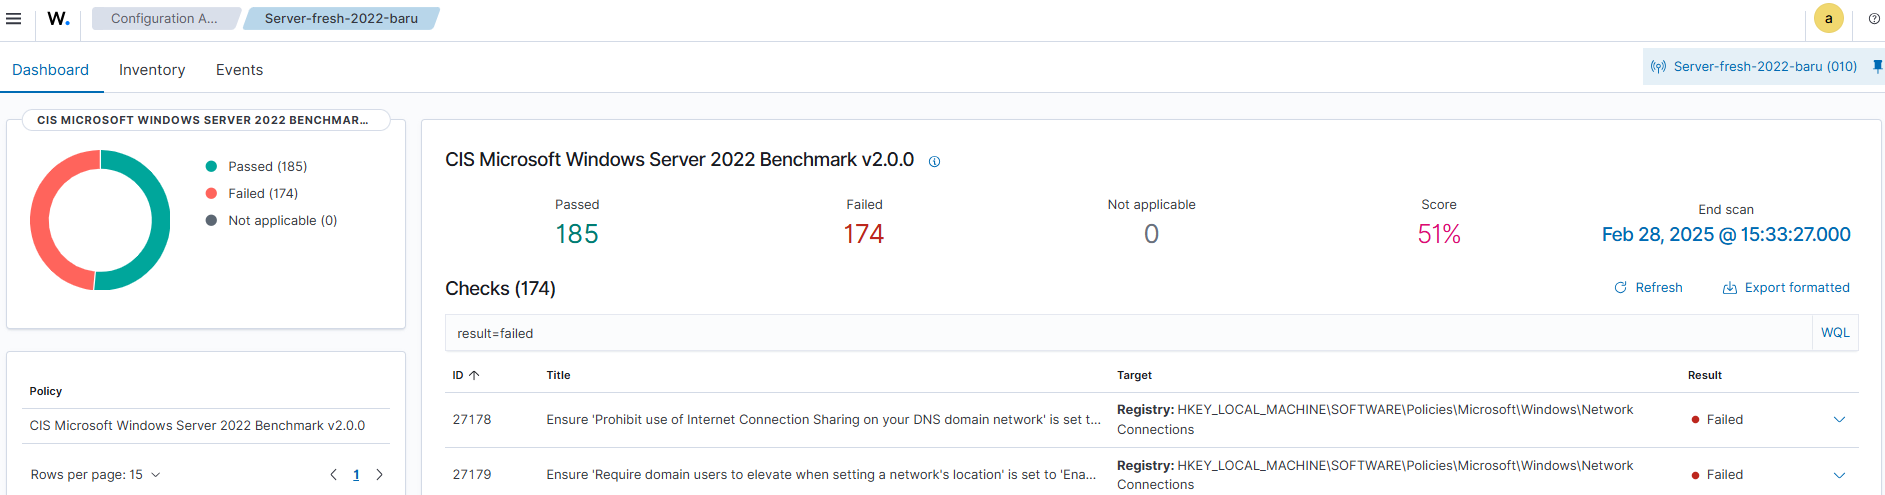 W.
Configuration A...
Server-fresh-2022-baru
a
Dashboard
Inventory
Events
Server-fresh-2022-baru (010)
CIS MICROSOFT WINDOWS SERVER 2022 BENCHMAR...
Passed (185)
Failed (174)
Not applicable (0)
Policy
CIS Microsoft Windows Server 2022 Benchmark v2.0.0
Rows per page: 15
1
CIS Microsoft Windows Server 2022 Benchmark v2.0.0
Passed
185
Failed
174
Not applicable
0
Score
51%
End scan
Feb 28, 2025 @ 15:33:27.000
Checks (174)
Refresh
Export formatted
result=failed
WQL
ID
Title
Target
Result
27178
Ensure 'Prohibit use of Internet Connection Sharing on your DNS domain network' is set t...
Registry: HKEY_LOCAL_MACHINE\SOFTWARE\Policies\Microsoft\Windows\Network
Connections
Failed
27179
Ensure 'Require domain users to elevate when setting a network's location' is set to 'Ena...
Registry: HKEY_LOCAL_MACHINE\SOFTWARE\Policies\Microsoft\Windows\Network
Connections
Failed